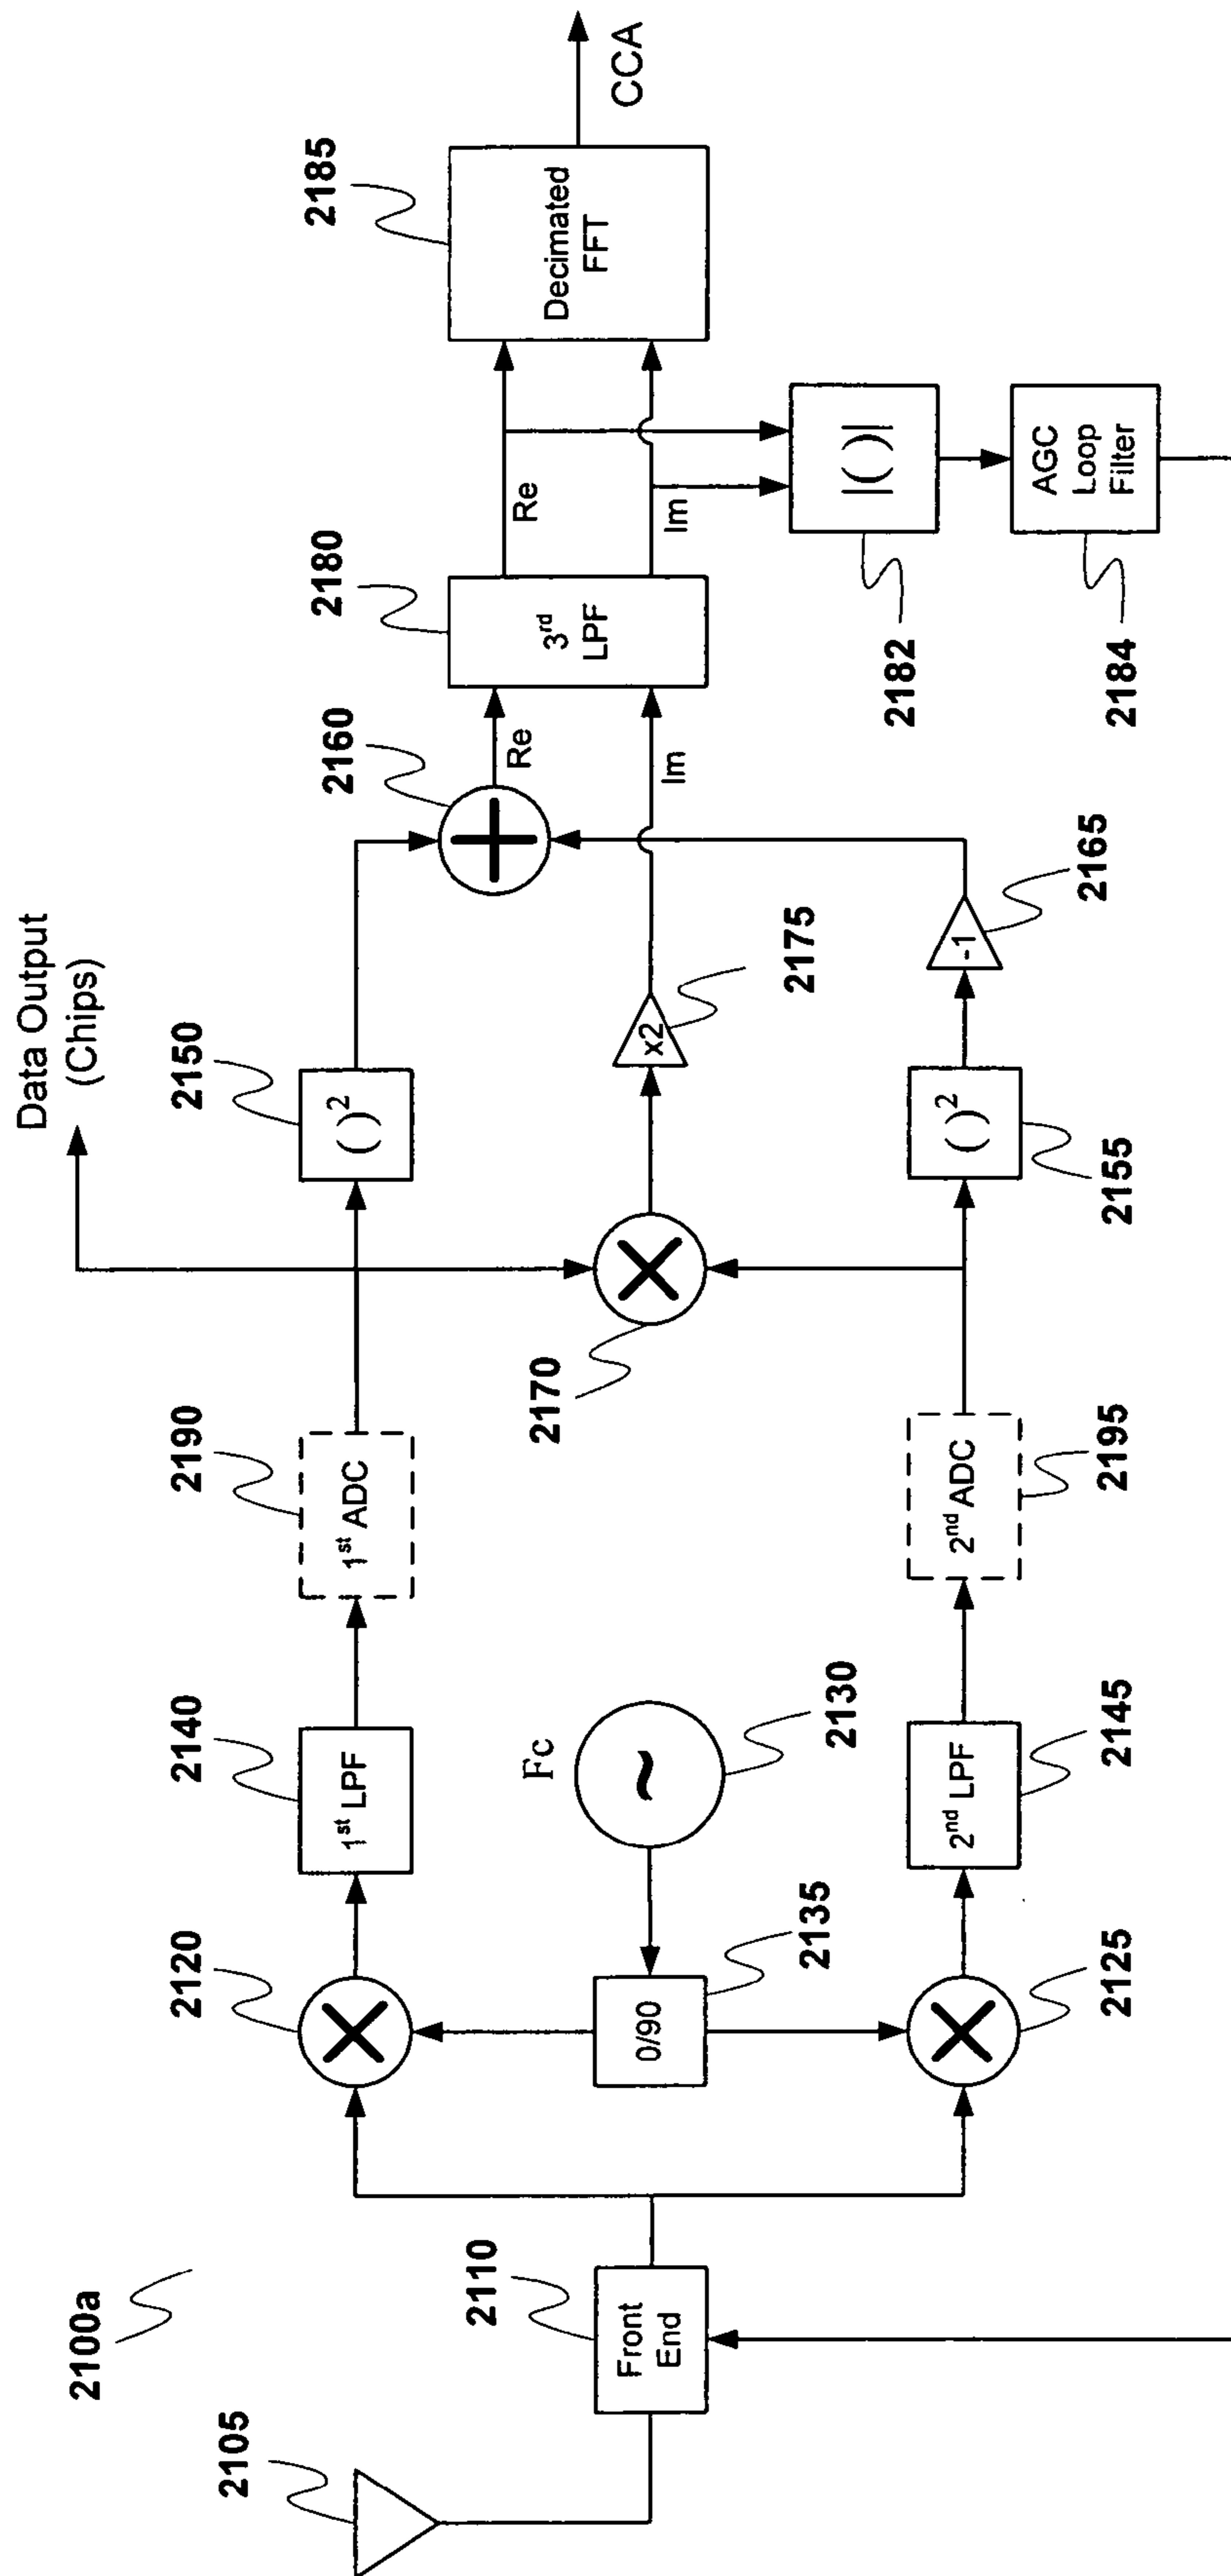 2100a
2105
2110
Front
End
2120
2125
0/90
2135
Fc
~
2130
2140
1st LPF
2nd LPF
2145
2190
1st ADC
2nd ADC
2195
Data Output
(Chips)
2170
2150
( )2
( )2
2155
x2
2175
-1
2165
2160
Re
Im
2180
3rd
LPF
Re
Im
2182
|( )|
2184
AGC
Loop
Filter
2185
Decimated
FFT
CCA